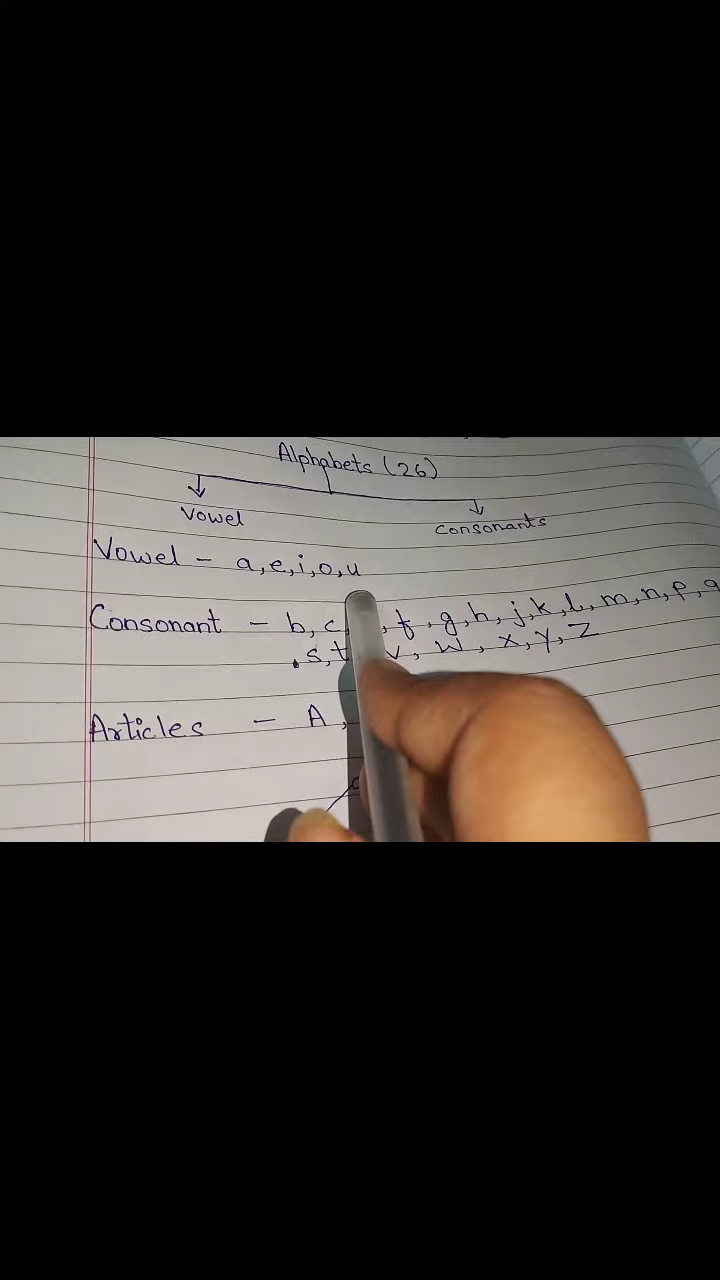 Alphabets (26)
Vowel
Consonants
Vowel - a, e, i, o, u
Consonant - b, c, f, g, h, j, k, l, m, n, p, q
s, t, v, w, x, y, z
Articles - A,